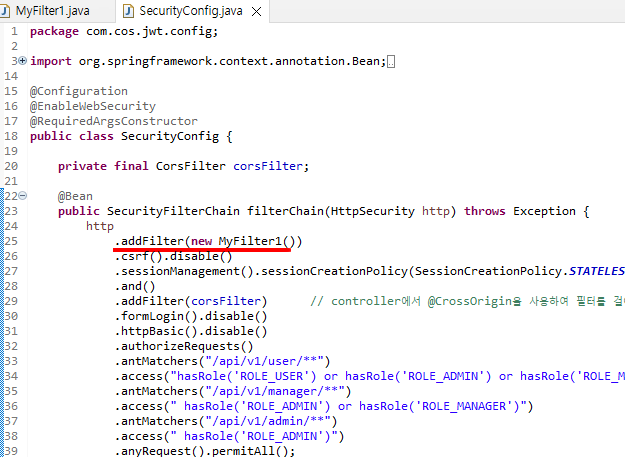 MyFilter1.java SecurityConfig.java
1 package com.cos.jwt.config;
2
3 import org.springframework.context.annotation.Bean;
14
15 @Configuration
16 @EnableWebSecurity
17 @RequiredArgsConstructor
18 public class SecurityConfig {
19
20 private final CorsFilter corsFilter;
21
22 @Bean
23 public SecurityFilterChain filterChain(HttpSecurity http) throws Exception {
24 http
25 .addFilter(new MyFilter1())
26 .csrf().disable()
27 .sessionManagement().sessionCreationPolicy(SessionCreationPolicy.STATELES
28 .and()
29 .addFilter(corsFilter) // controller에서 @CrossOrigin을 사용하여 필터를 걸
30 .formLogin().disable()
31 .httpBasic().disable()
32 .authorizeRequests()
33 .antMatchers("/api/v1/user/**")
34 .access("hasRole('ROLE_USER') or hasRole('ROLE_ADMIN') or hasRole('ROLE_M
35 .antMatchers("/api/v1/manager/**")
36 .access(" hasRole('ROLE_ADMIN') or hasRole('ROLE_MANAGER')")
37 .antMatchers("/api/v1/admin/**")
38 .access(" hasRole('ROLE_ADMIN')")
39 .anyRequest().permitAll();